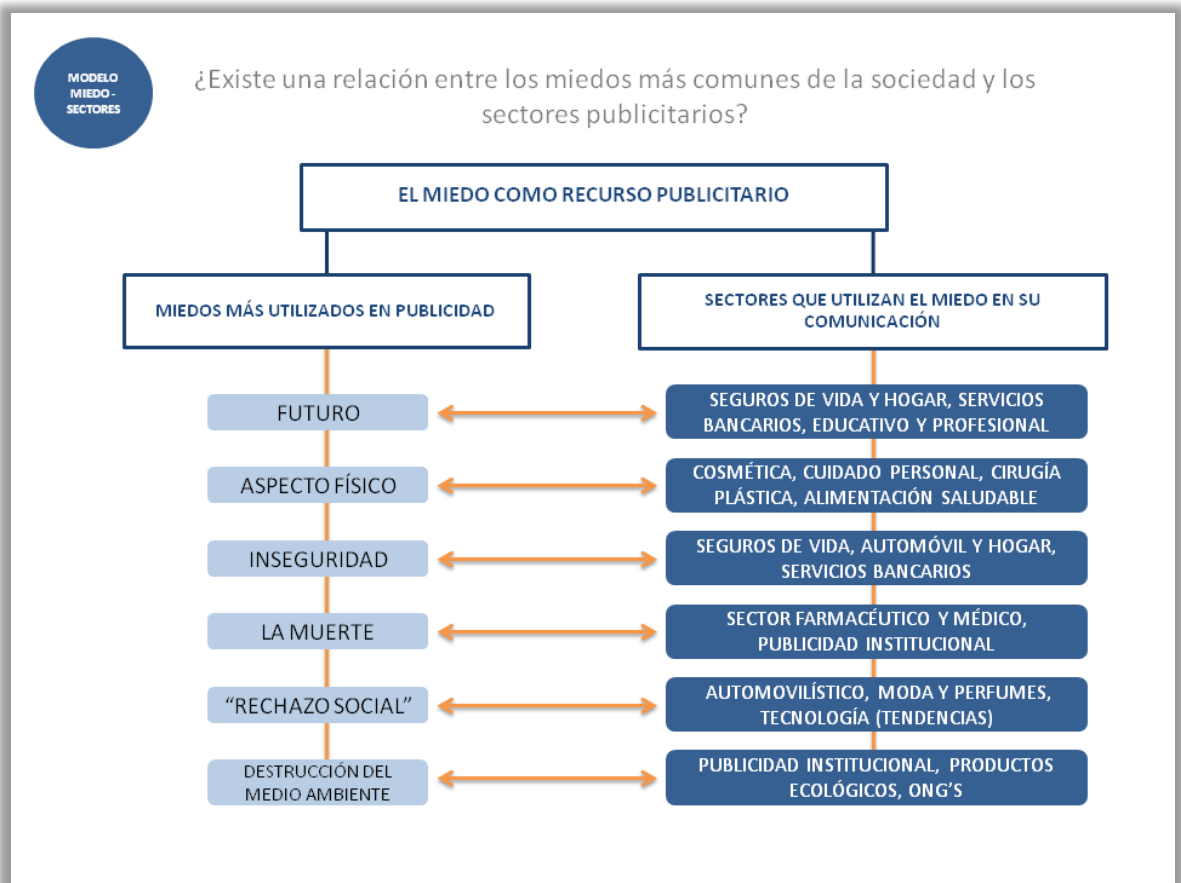 MODELO
MIEDO -
SECTORES
¿Existe una relación entre los miedos más comunes de la sociedad y los
sectores publicitarios?
EL MIEDO COMO RECURSO PUBLICITARIO
MIEDOS MÁS UTILIZADOS EN PUBLICIDAD
SECTORES QUE UTILIZAN EL MIEDO EN SU
COMUNICACIÓN
FUTURO
SEGUROS DE VIDA Y HOGAR, SERVICIOS
BANCARIOS, EDUCATIVO Y PROFESIONAL
ASPECTO FÍSICO
COSMÉTICA, CUIDADO PERSONAL, CIRUGÍA
PLÁSTICA, ALIMENTACIÓN SALUDABLE
INSEGURIDAD
SEGUROS DE VIDA, AUTOMÓVIL Y HOGAR,
SERVICIOS BANCARIOS
LA MUERTE
SECTOR FARMACÉUTICO Y MÉDICO,
PUBLICIDAD INSTITUCIONAL
“RECHAZO SOCIAL”
AUTOMOVILÍSTICO, MODA Y PERFUMES,
TECNOLOGÍA (TENDENCIAS)
DESTRUCCIÓN DEL
MEDIO AMBIENTE
PUBLICIDAD INSTITUCIONAL, PRODUCTOS
ECOLÓGICOS, ONG’S